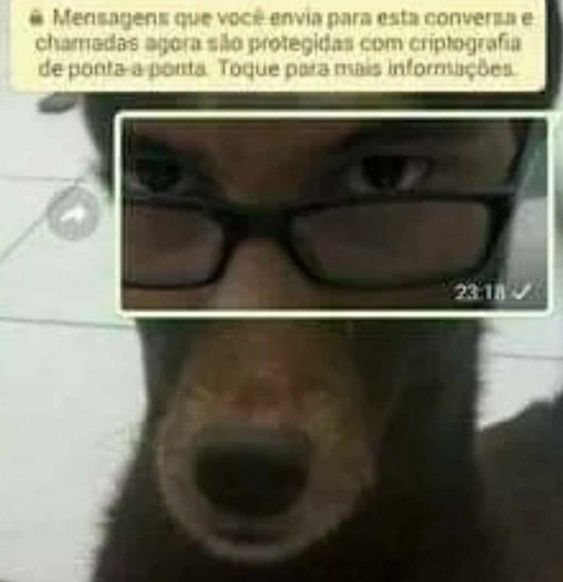 Mensagens que você envia para esta conversa e
chamadas agora são protegidas com criptografia
de ponta-a-ponta. Toque para mais informações.
23:18